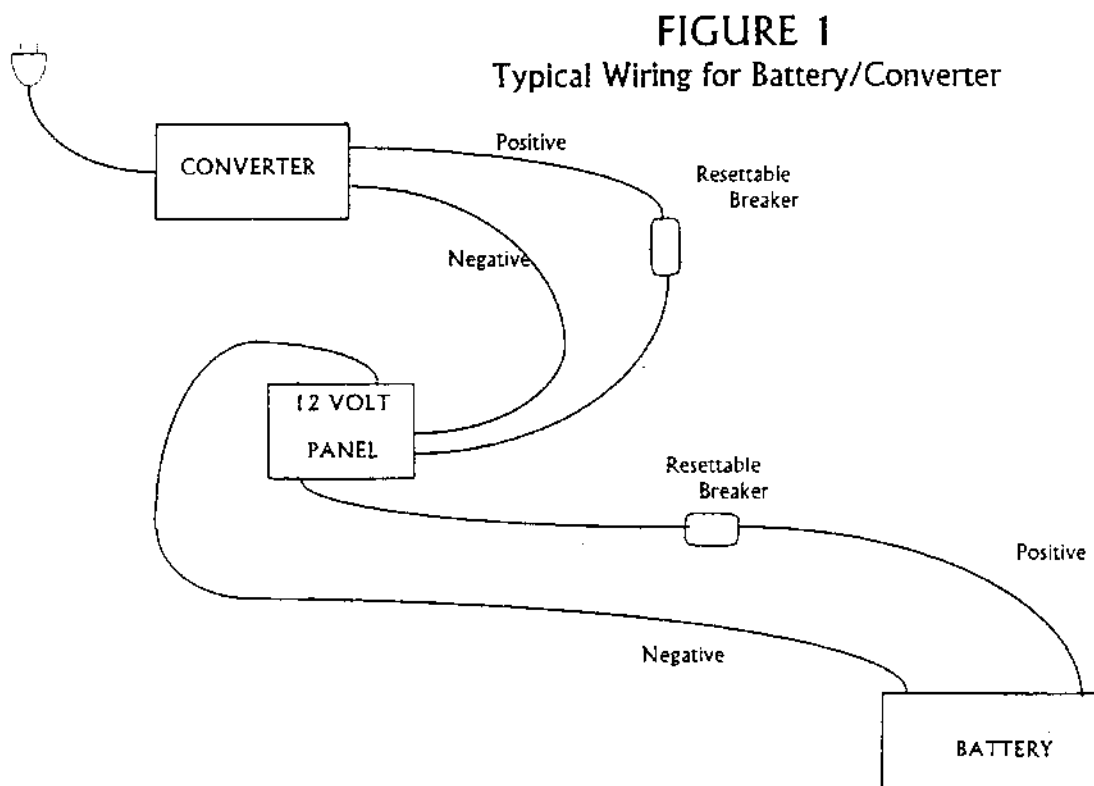 FIGURE 1
Typical Wiring for Battery/Converter
CONVERTER
Positive
Resettable
Breaker
Negative
12 VOLT
PANEL
Resettable
Breaker
Positive
Negative
BATTERY